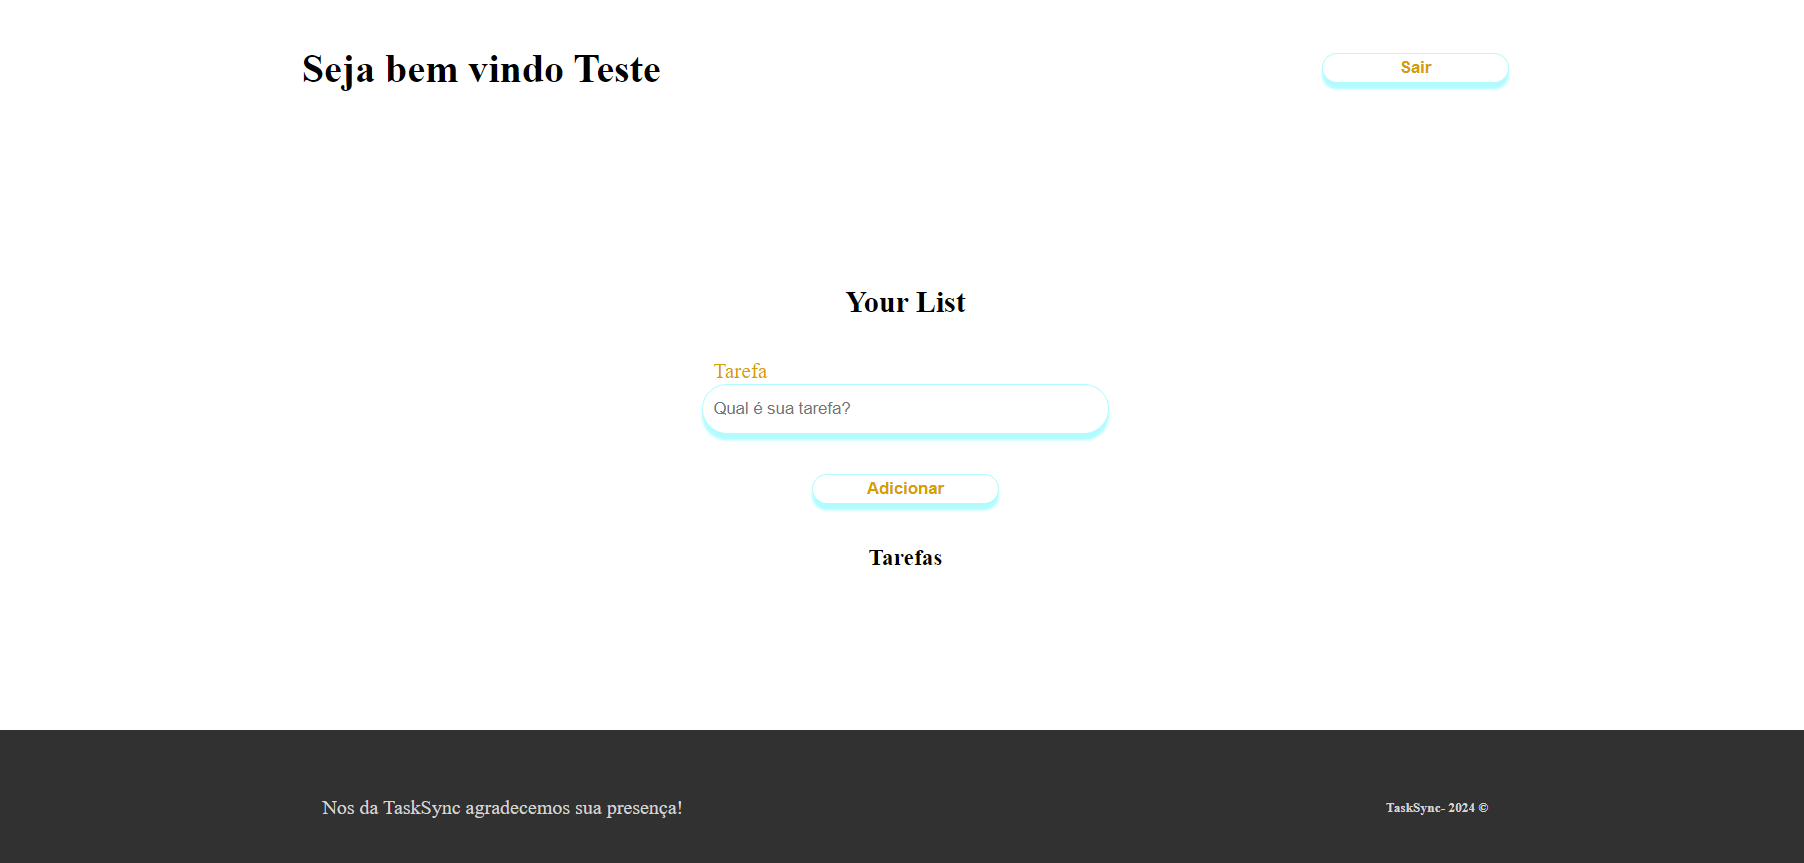 Seja bem vindo Teste
Sair
Your List
Tarefa
Qual é sua tarefa?
Adicionar
Tarefas
Nos da TaskSync agradecemos sua presença!
TaskSync- 2024 ©